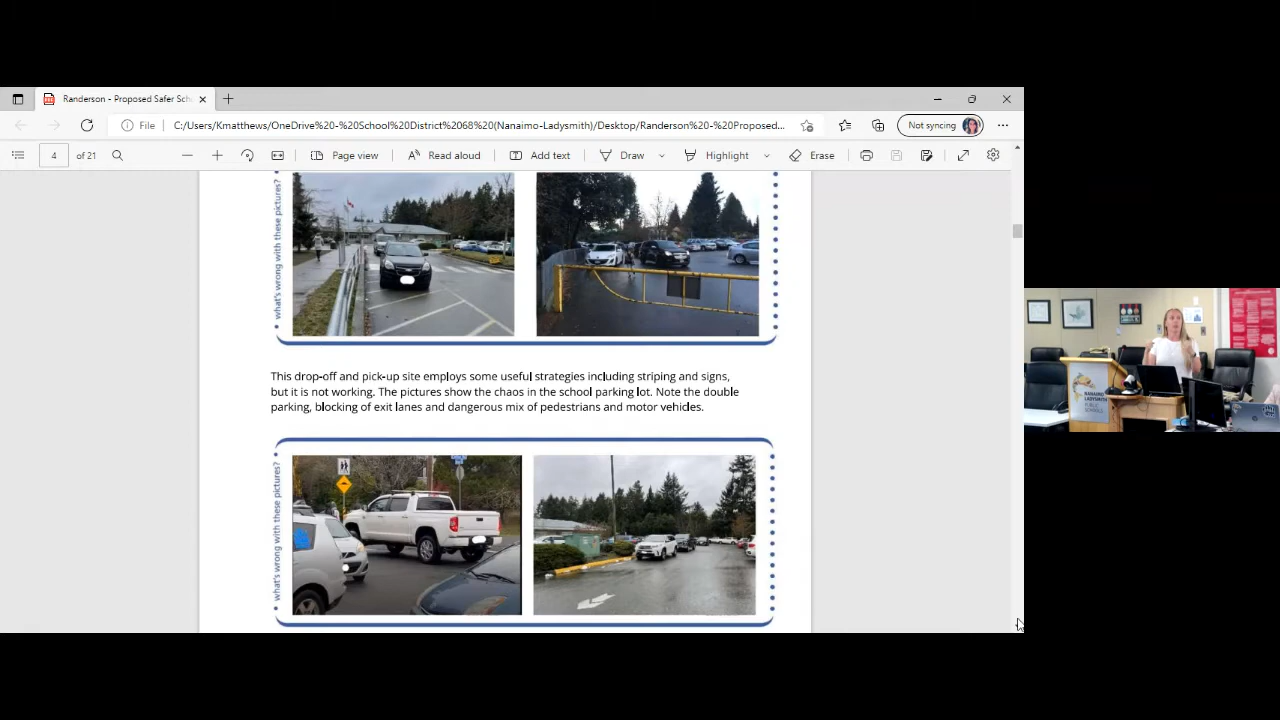 Randerson - Proposed Safer Sch
File
C:/Users/Kmatthews/OneDrive%20-%20School%20District%2068%20(Nanaimo-Ladysmith)/Desktop/Randerson%20-%20Proposed...
Not syncing
4
of 21
Page view
Read aloud
Add text
Draw
Highlight
Erase
what's wrong with these pictures?
This drop-off and pick-up site employs some useful strategies including striping and signs,
but it is not working. The pictures show the chaos in the school parking lot. Note the double
parking, blocking of exit lanes and dangerous mix of pedestrians and motor vehicles.
what's wrong with these pictures?
NANAIMO
LADYSMITH
PUBLIC
SCHOOLS